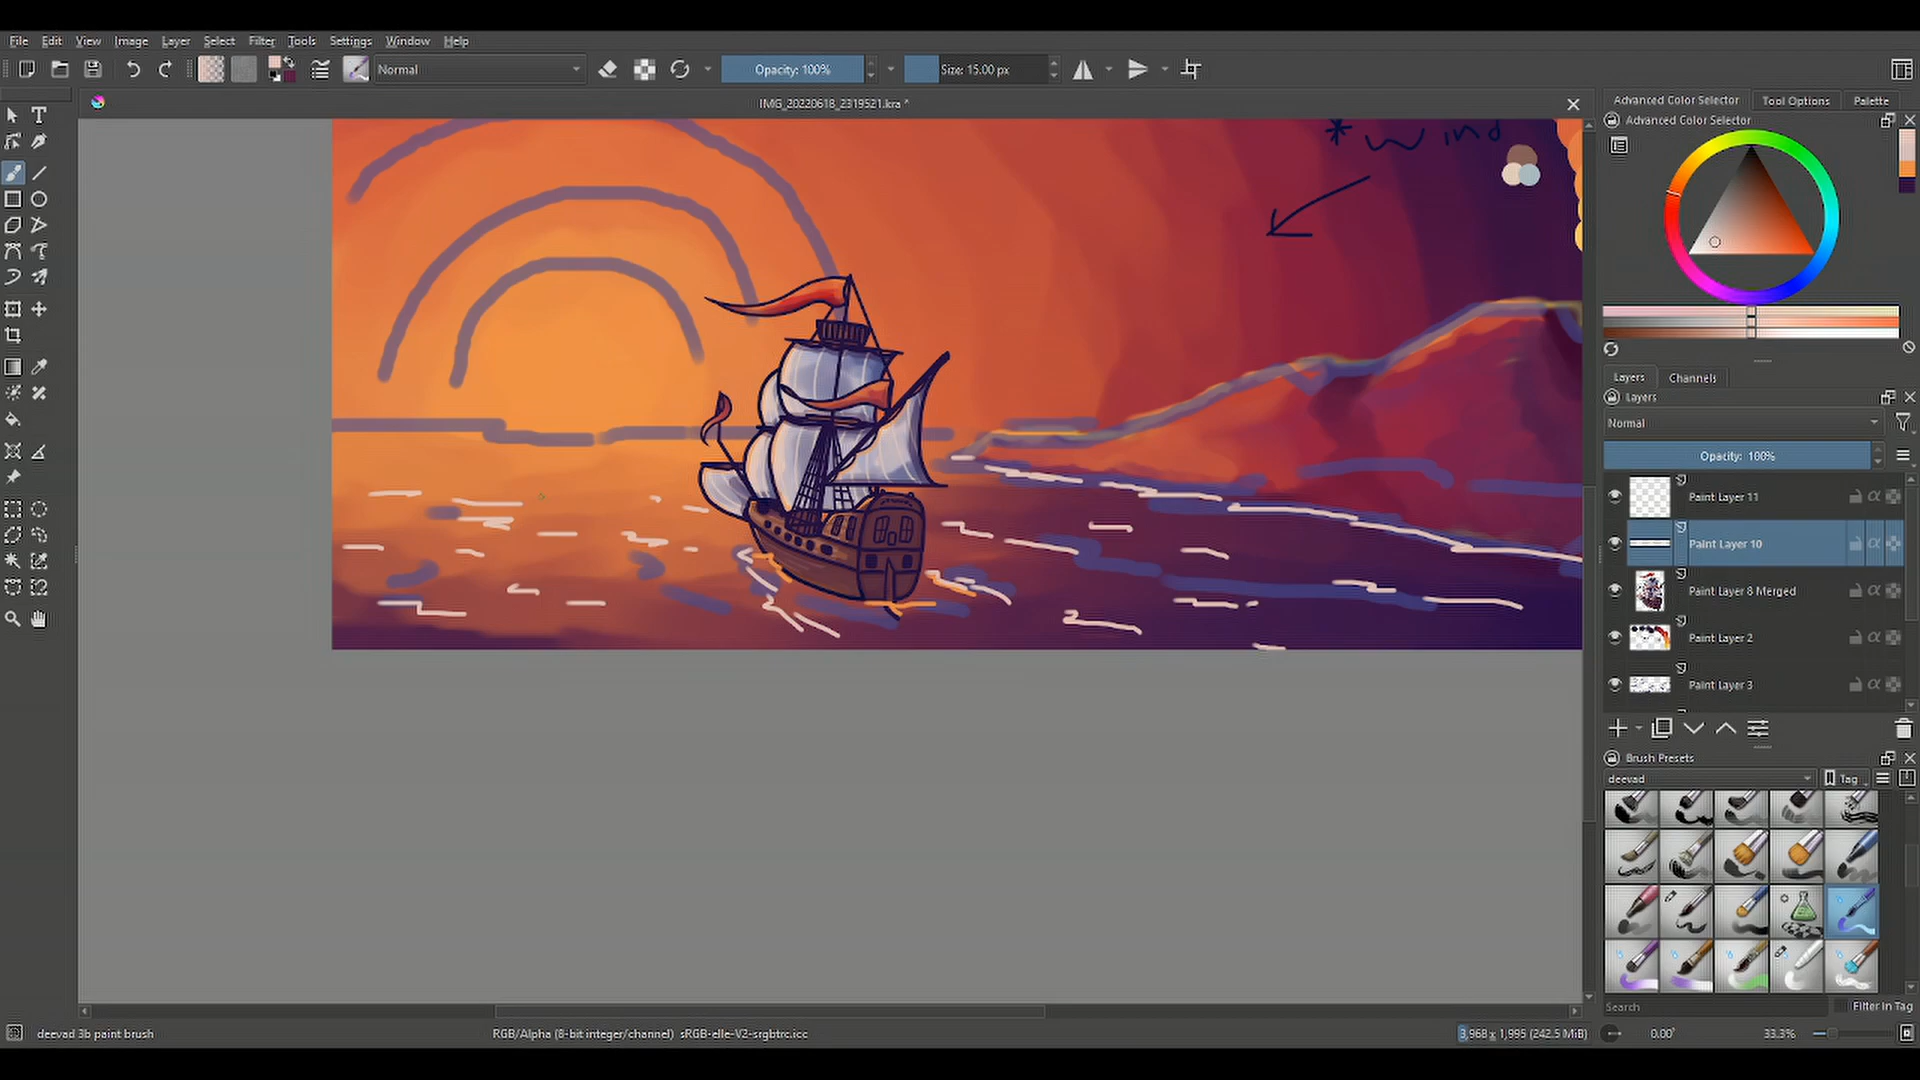 File Edit View Image Layer Select Filter Tools Settings Window Help
Normal
Opacity: 100%
Size: 15.00 px
IMG_20220618_2319521.kra *
Advanced Color Selector
Tool Options
Palette
Advanced Color Selector
* Wind
Layers
Channels
Layers
Normal
Opacity: 100%
Paint Layer 11
Paint Layer 10
Paint Layer 8 Merged
Paint Layer 2
Paint Layer 3
Brush Presets
deevad
Tag
Search
Filter in Tag
deevad 3b paint brush
RGB/Alpha (8-bit integer/channel) sRGB-elle-V2-srgbtrc.icc
3,968 x 1,995 (242.5 MiB)
0.00°
33.3%